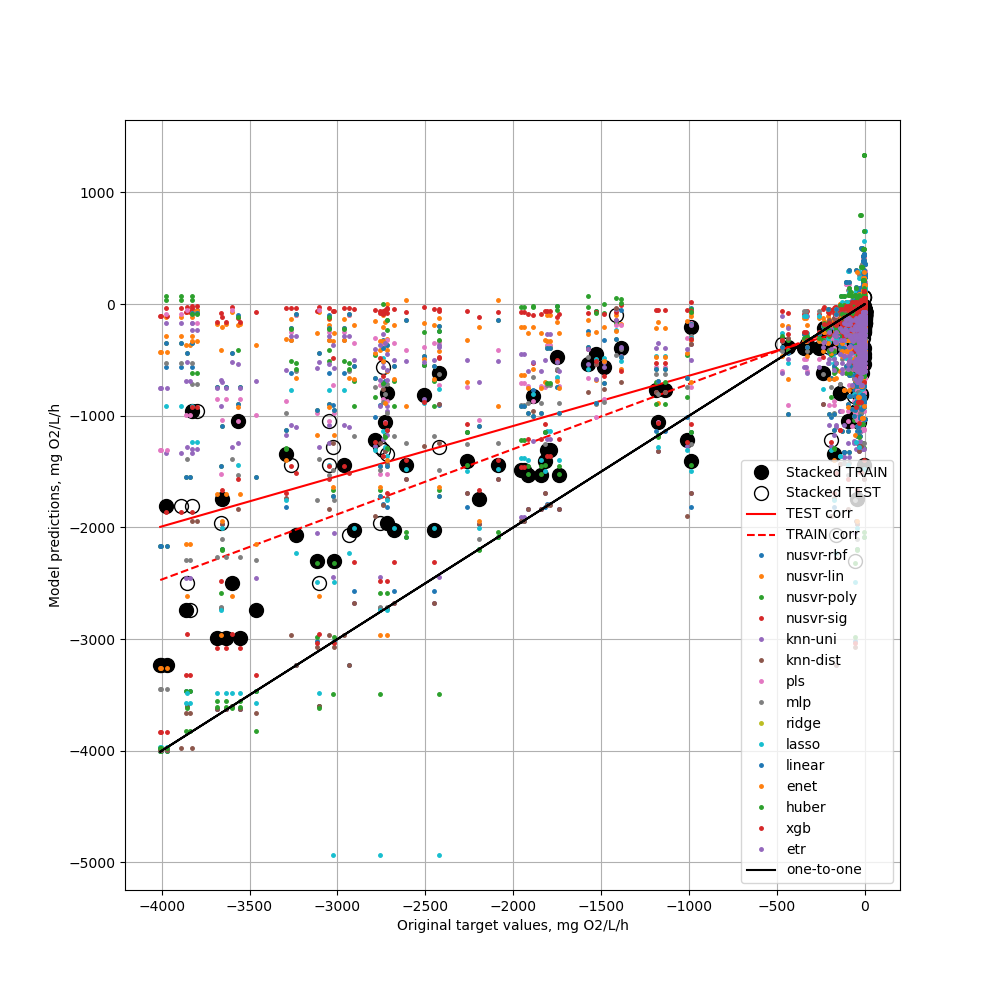 1000
0
−1000
−2000
−3000
−4000
−5000
Model predictions, mg O2/L/h
−4000 −3500 −3000 −2500 −2000 −1500 −1000 −500 0
Original target values, mg O2/L/h
Stacked TRAIN
Stacked TEST
TEST corr
TRAIN corr
nusvr-rbf
nusvr-lin
nusvr-poly
nusvr-sig
knn-uni
knn-dist
pls
mlp
ridge
lasso
linear
enet
huber
xgb
etr
one-to-one